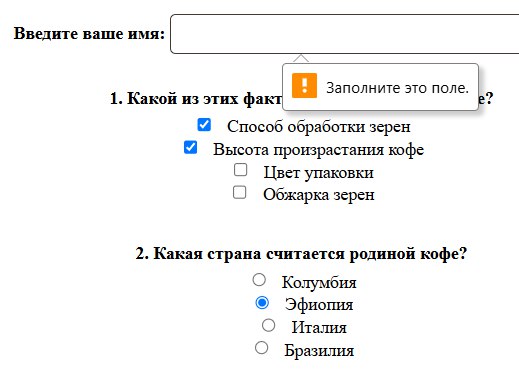 Введите ваше имя:
Заполните это поле.
1. Какой из этих факт е?
Способ обработки зерен
Высота произрастания кофе
Цвет упаковки
Обжарка зерен
2. Какая страна считается родиной кофе?
Колумбия
Эфиопия
Италия
Бразилия